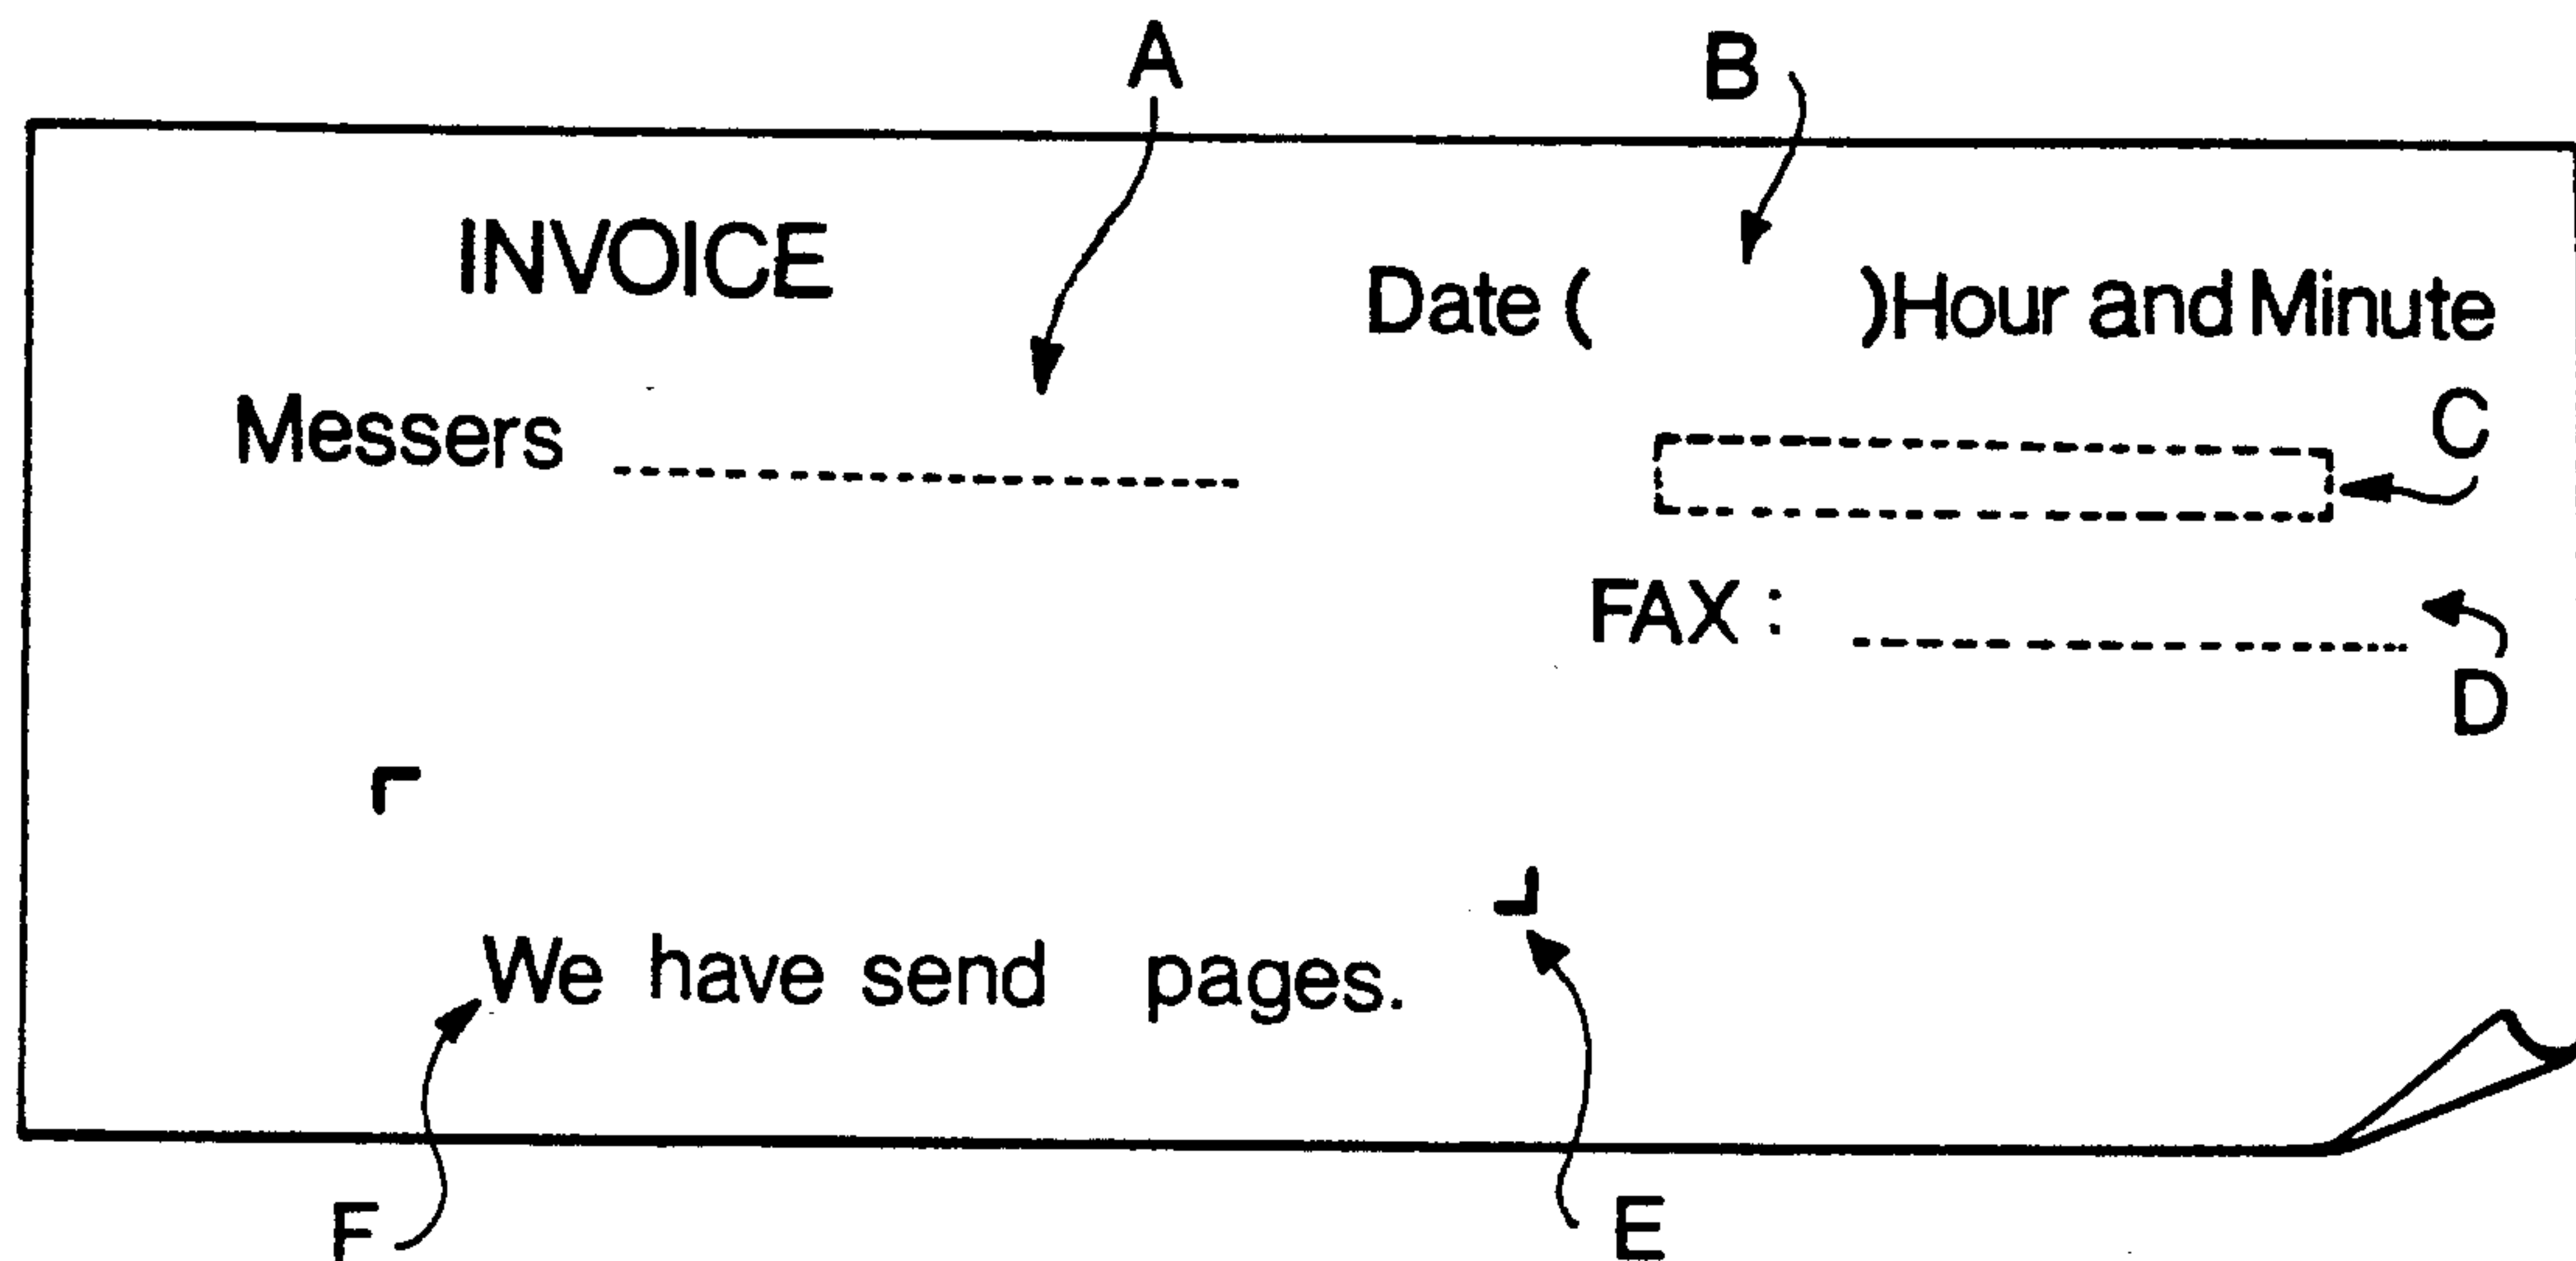 A B
INVOICE
Date ( )Hour and Minute
Messers
C
FAX :
D
We have send pages.
F E